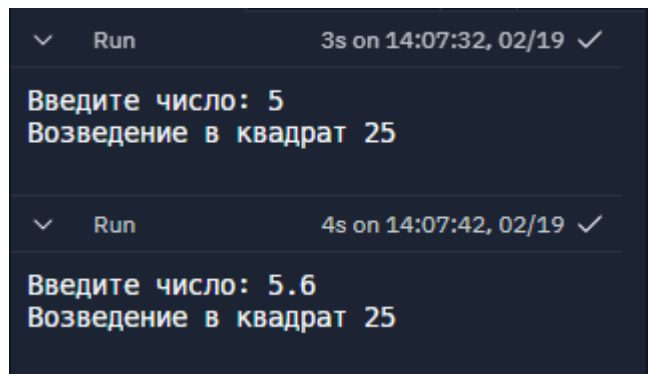 Run 3s on 14:07:32, 02/19
Введите число: 5
Возведение в квадрат 25
Run 4s on 14:07:42, 02/19
Введите число: 5.6
Возведение в квадрат 25